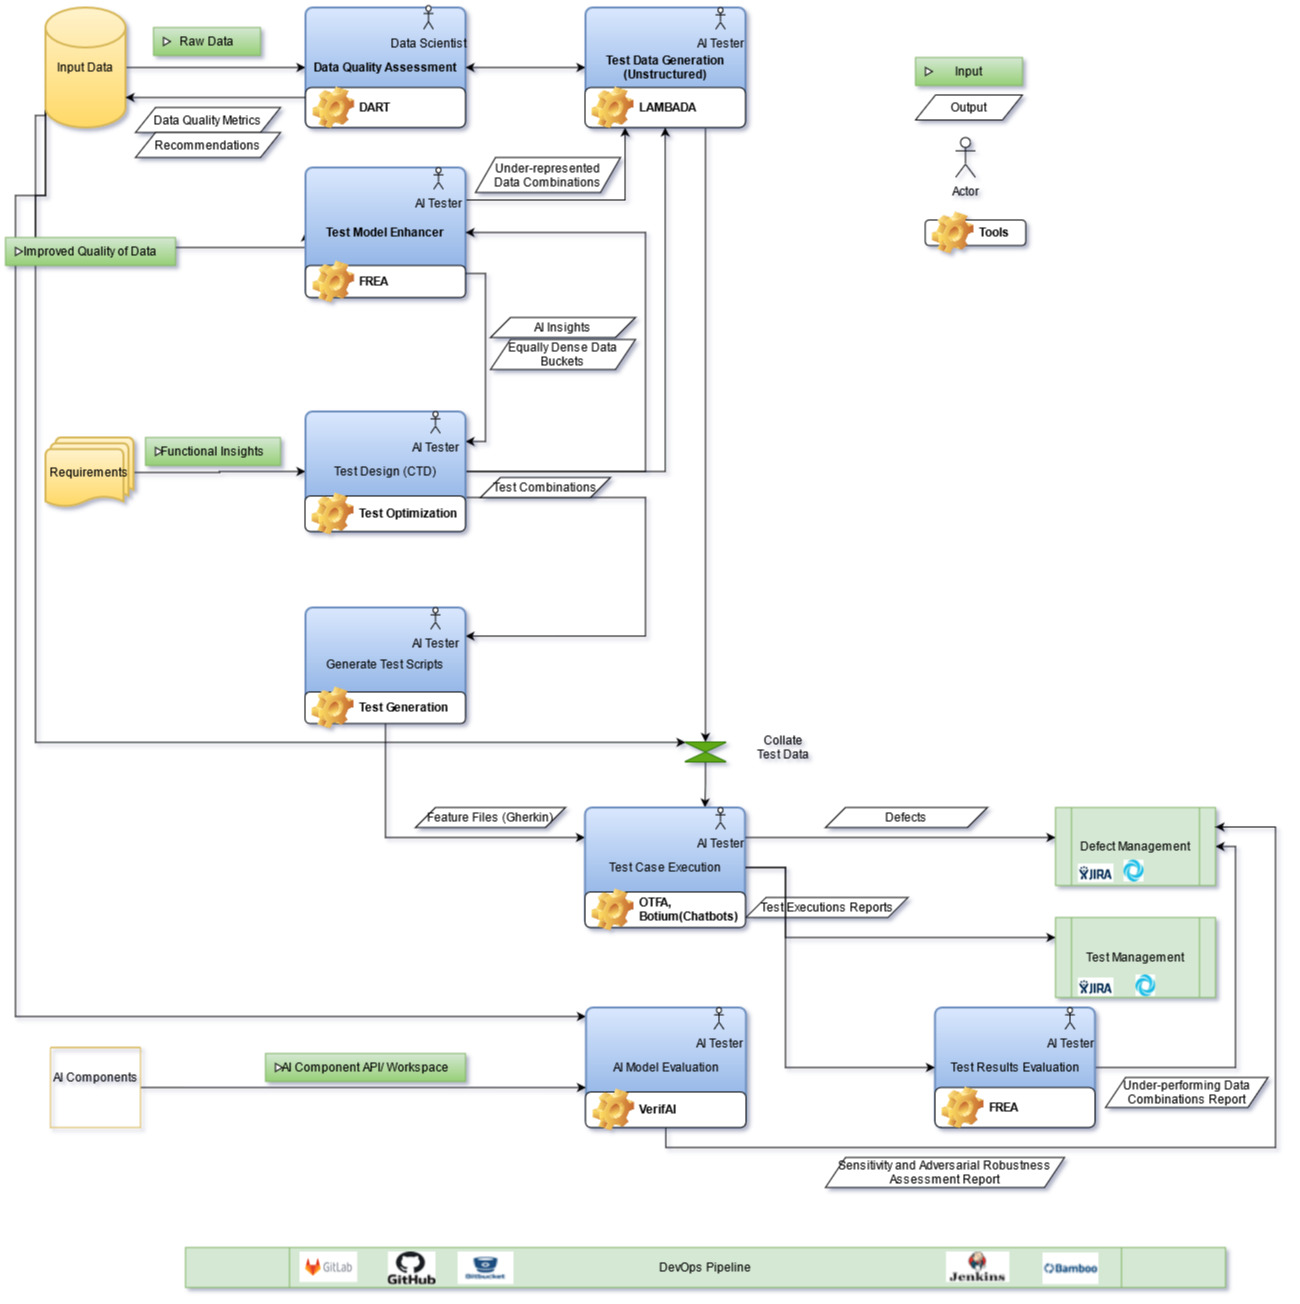 Input Data
Raw Data
Data Quality Metrics
Recommendations
Data Scientist
Data Quality Assessment
DART
AI Tester
Test Data Generation
(Unstructured)
LAMBADA
Input
Output
Actor
Tools
Under-represented
Data Combinations
AI Tester
Test Model Enhancer
FREA
Improved Quality of Data
AI Insights
Equally Dense Data
Buckets
Requirements
Functional Insights
AI Tester
Test Design (CTD)
Test Optimization
Test Combinations
AI Tester
Generate Test Scripts
Test Generation
Collate
Test Data
Feature Files (Gherkin)
AI Tester
Test Case Execution
OTFA,
Botium(Chatbots)
Defects
Test Executions Reports
Defect Management
JIRA
Test Management
JIRA
AI Components
AI Component API/ Workspace
AI Tester
AI Model Evaluation
VerifAI
AI Tester
Test Results Evaluation
FREA
Under-performing Data
Combinations Report
Sensitivity and Adversarial Robustness
Assessment Report
GitLab
GitHub
Bitbucket
DevOps Pipeline
Jenkins
Bamboo